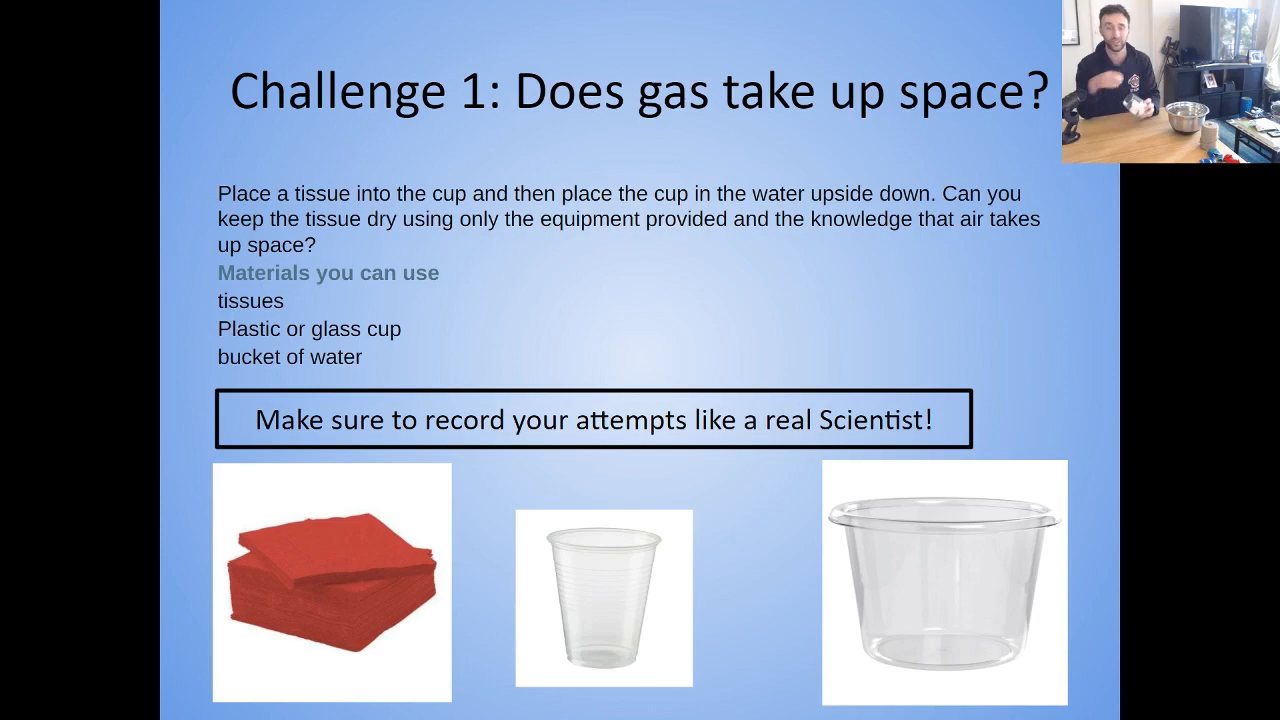 Challenge 1: Does gas take up space?
Place a tissue into the cup and then place the cup in the water upside down. Can you
keep the tissue dry using only the equipment provided and the knowledge that air takes
up space?
Materials you can use
tissues
Plastic or glass cup
bucket of water
Make sure to record your attempts like a real Scientist!